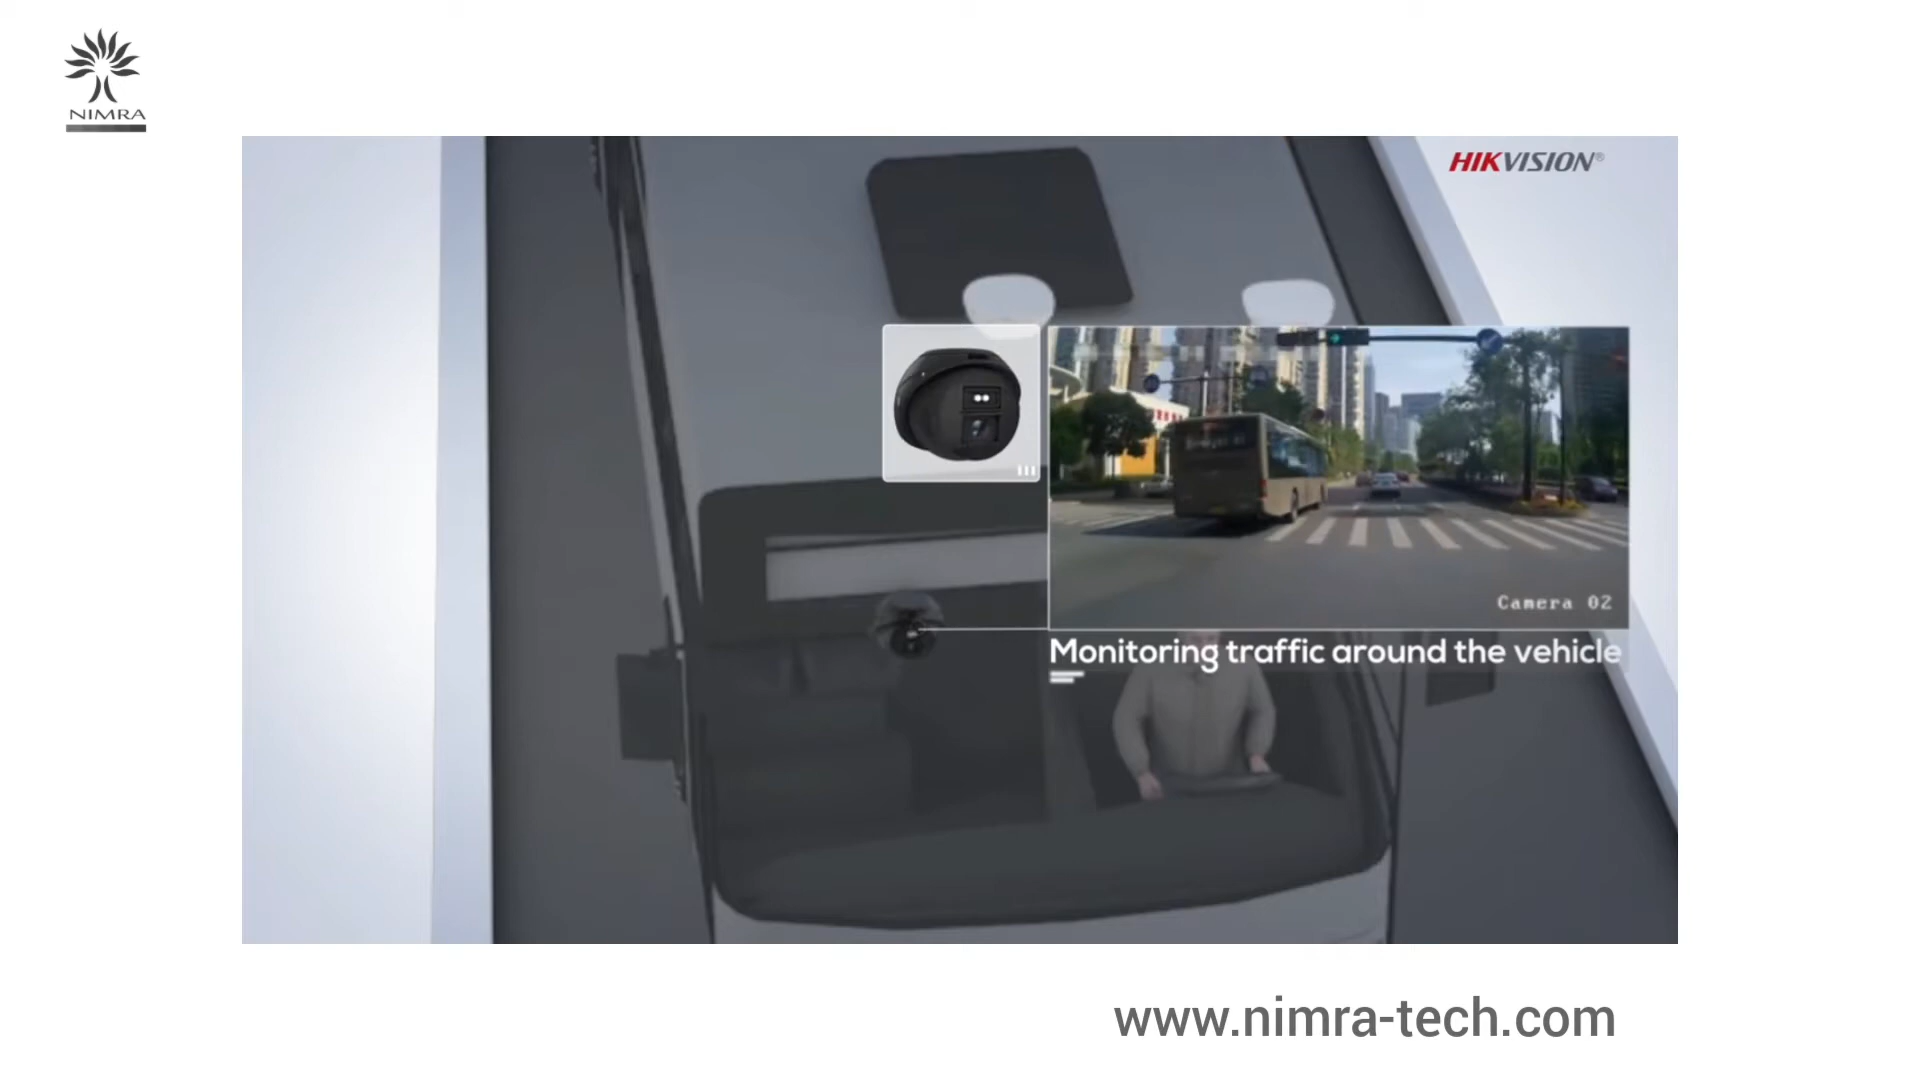 NIMRA
HIKVISION®
Camera 02
Monitoring traffic around the vehicle
www.nimra-tech.com